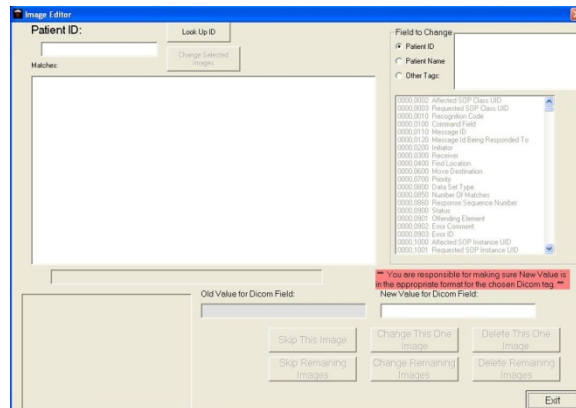 Image Editor
Patient ID:
Look Up ID
Change Selected
Images
Matches:
Field to Change
Patient ID
Patient Name
Other Tags:
0000,0002 Affected SOP Class UID
0000,0003 Requested SOP Class UID
0000,0010 Recognition Code
0000,0100 Command Field
0000,0110 Message ID
0000,0120 Message Id Being Responded To
0000,0200 Initiator
0000,0300 Receiver
0000,0400 Find Location
0000,0600 Move Destination
0000,0700 Priority
0000,0800 Data Set Type
0000,0850 Number Of Matches
0000,0860 Response Sequence Number
0000,0900 Status
0000,0901 Offending Element
0000,0902 Error Comment
0000,0903 Error ID
0000,1000 Affected SOP Instance UID
0000,1001 Requested SOP Instance UID
** You are responsible for making sure New Value is
in the appropriate format for the chosen Dicom tag. **
Old Value for Dicom Field:
New Value for Dicom Field:
Skip This Image
Change This One
Image
Delete This One
Image
Skip Remaining
Images
Change Remaining
Images
Delete Remaining
Images
Exit